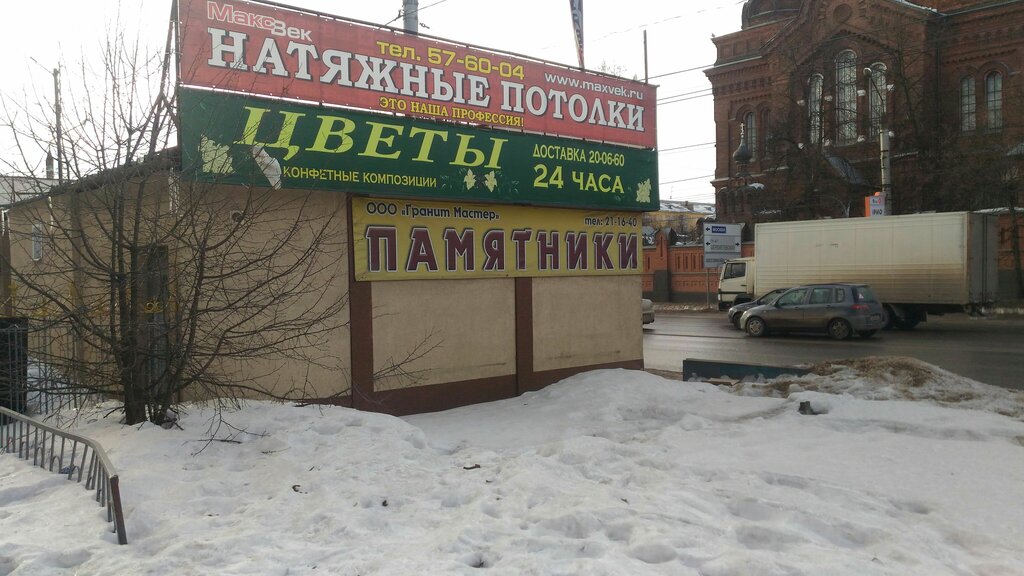 МаксВек
тел. 57-60-04
www.maxvek.ru
НАТЯЖНЫЕ ПОТОЛКИ
ЭТО НАША ПРОФЕССИЯ!
ЦВЕТЫ
ДОСТАВКА 20-06-60
КОНФЕТНЫЕ КОМПОЗИЦИИ
24 ЧАСА
ООО «Гранит Мастер»
тел: 21-16-40
ПАМЯТНИКИ
МОСКВА